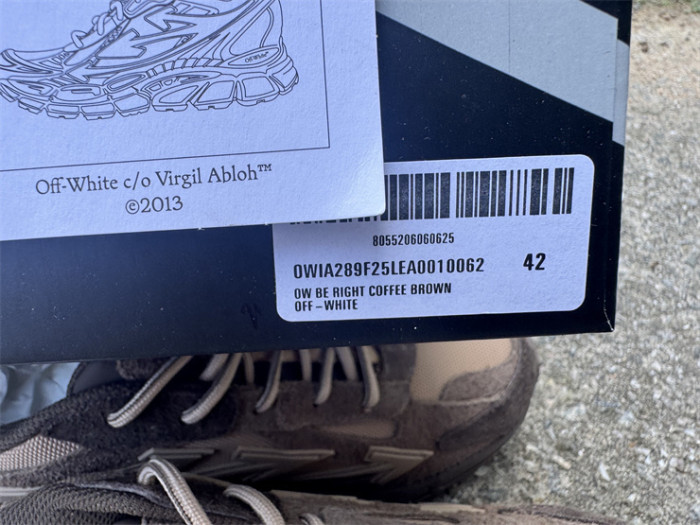 Off-White c/o Virgil Abloh™
©2013
8055206060625
OWIA289F25LEA0010062 42
OW BE RIGHT COFFEE BROWN
OFF-WHITE